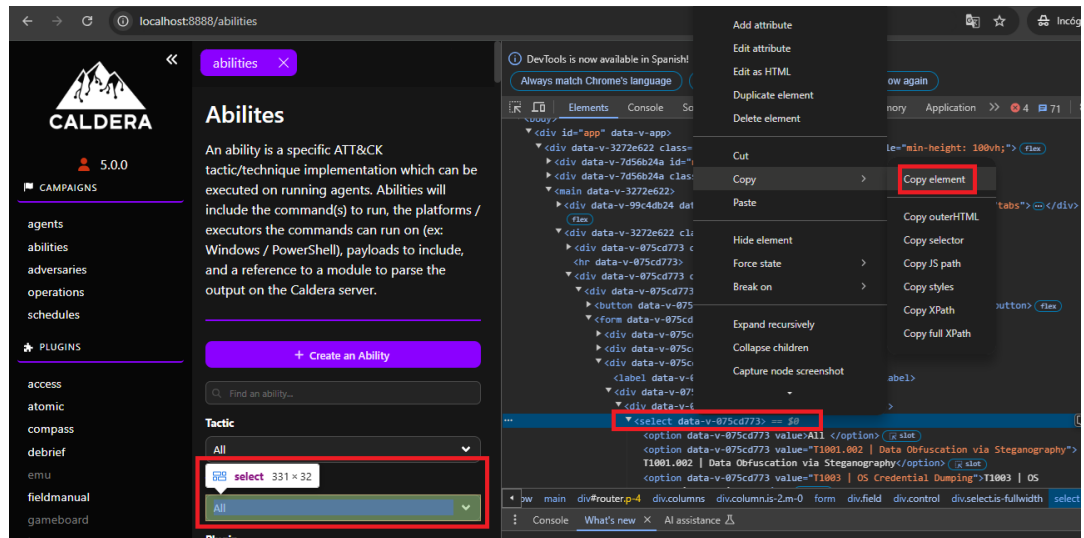 localhost:8888/abilities
Incóg
CALDERA
5.0.0
CAMPAIGNS
agents
abilities
adversaries
operations
schedules
PLUGINS
access
atomic
compass
debrief
emu
fieldmanual
gameboard
abilities
Abilites
An ability is a specific ATT&CK
tactic/technique implementation which can be
executed on running agents. Abilities will
include the command(s) to run, the platforms /
executors the commands can run on (ex:
Windows / PowerShell), payloads to include,
and a reference to a module to parse the
output on the Caldera server.
+ Create an Ability
Find an ability...
Tactic
All
select 331 × 32
All
DevTools is now available in Spanish!
Always match Chrome's language
ow again
Elements Console So
nory Application >> 4 71
<body>
<div id="app" data-v-app>
<div data-v-3272e622 class=
le="min-height: 100vh;"> flex
<div data-v-7d56b24a id="
<div data-v-7d56b24a clas
<main data-v-3272e622>
<div data-v-99c4db24 dat
tabs">…</div>
flex
<div data-v-3272e622 cla
<div data-v-075cd773 c
<hr data-v-075cd773>
<div data-v-075cd773 c
<div data-v-075cd773
<button data-v-075
utton> flex
<form data-v-075cd
<div data-v-075c
<div data-v-075c
<div data-v-075c
<label data-v-0
abel>
<div data-v-075
<div data-v-0
>
<select data-v-075cd773> == $0
<option data-v-075cd773 value>All </option> slot
<option data-v-075cd773 value="T1001.002 | Data Obfuscation via Steganography">
T1001.002 | Data Obfuscation via Steganography</option> slot
<option data-v-075cd773 value="T1003 | OS Credential Dumping">T1003 | OS
ow main div#router.p-4 div.columns div.column.is-2.m-0 form div.field div.control div.select.is-fullwidth select
Console What's new × AI assistance
Add attribute
Edit attribute
Edit as HTML
Duplicate element
Delete element
Cut
Copy
Paste
Hide element
Force state
Break on
Expand recursively
Collapse children
Capture node screenshot
Copy element
Copy outerHTML
Copy selector
Copy JS path
Copy styles
Copy XPath
Copy full XPath